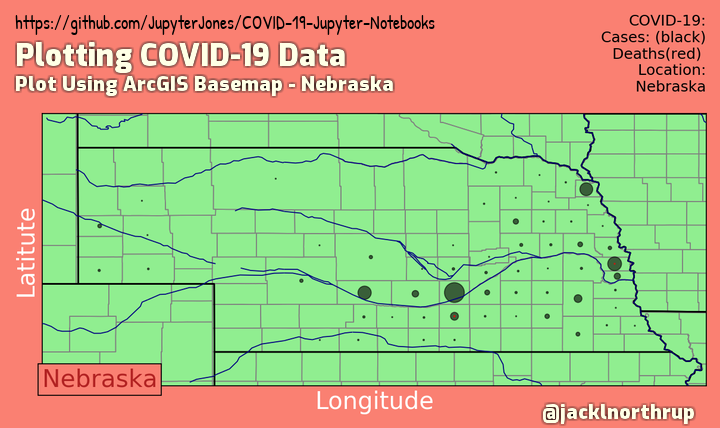 https://github.com/JupyterJones/COVID-19-Jupyter-Notebooks
Plotting COVID-19 Data
Plot Using ArcGIS Basemap - Nebraska
COVID-19:
Cases: (black)
Deaths(red)
Location:
Nebraska
Latitute
Nebraska
Longitude
@jacklnorthrup